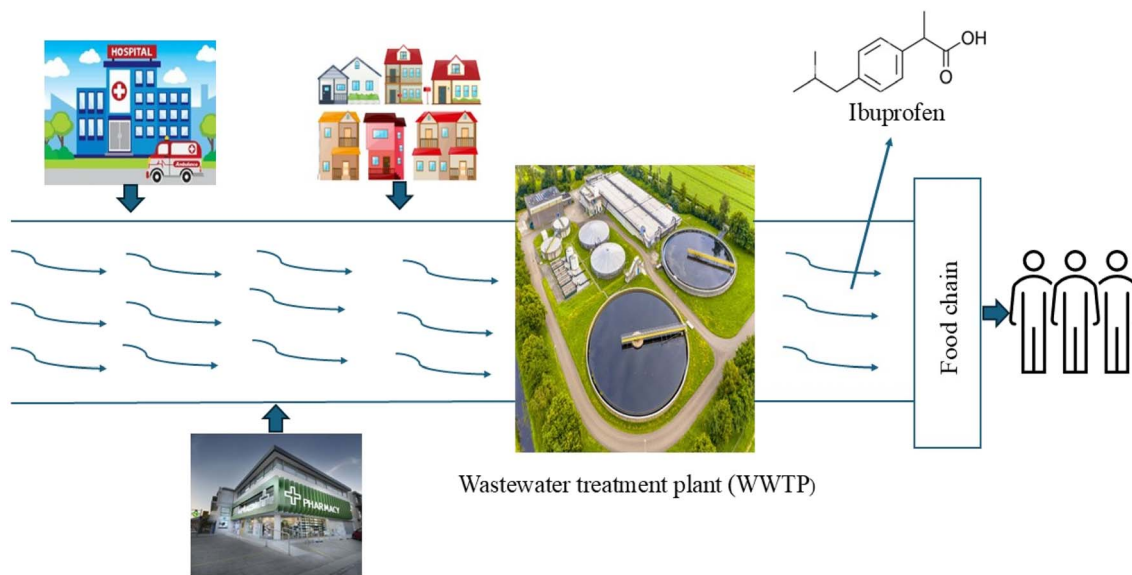 HOSPITAL
Ambulance
OH
O
Ibuprofen
Food chain
PHARMACY
Wastewater treatment plant (WWTP)